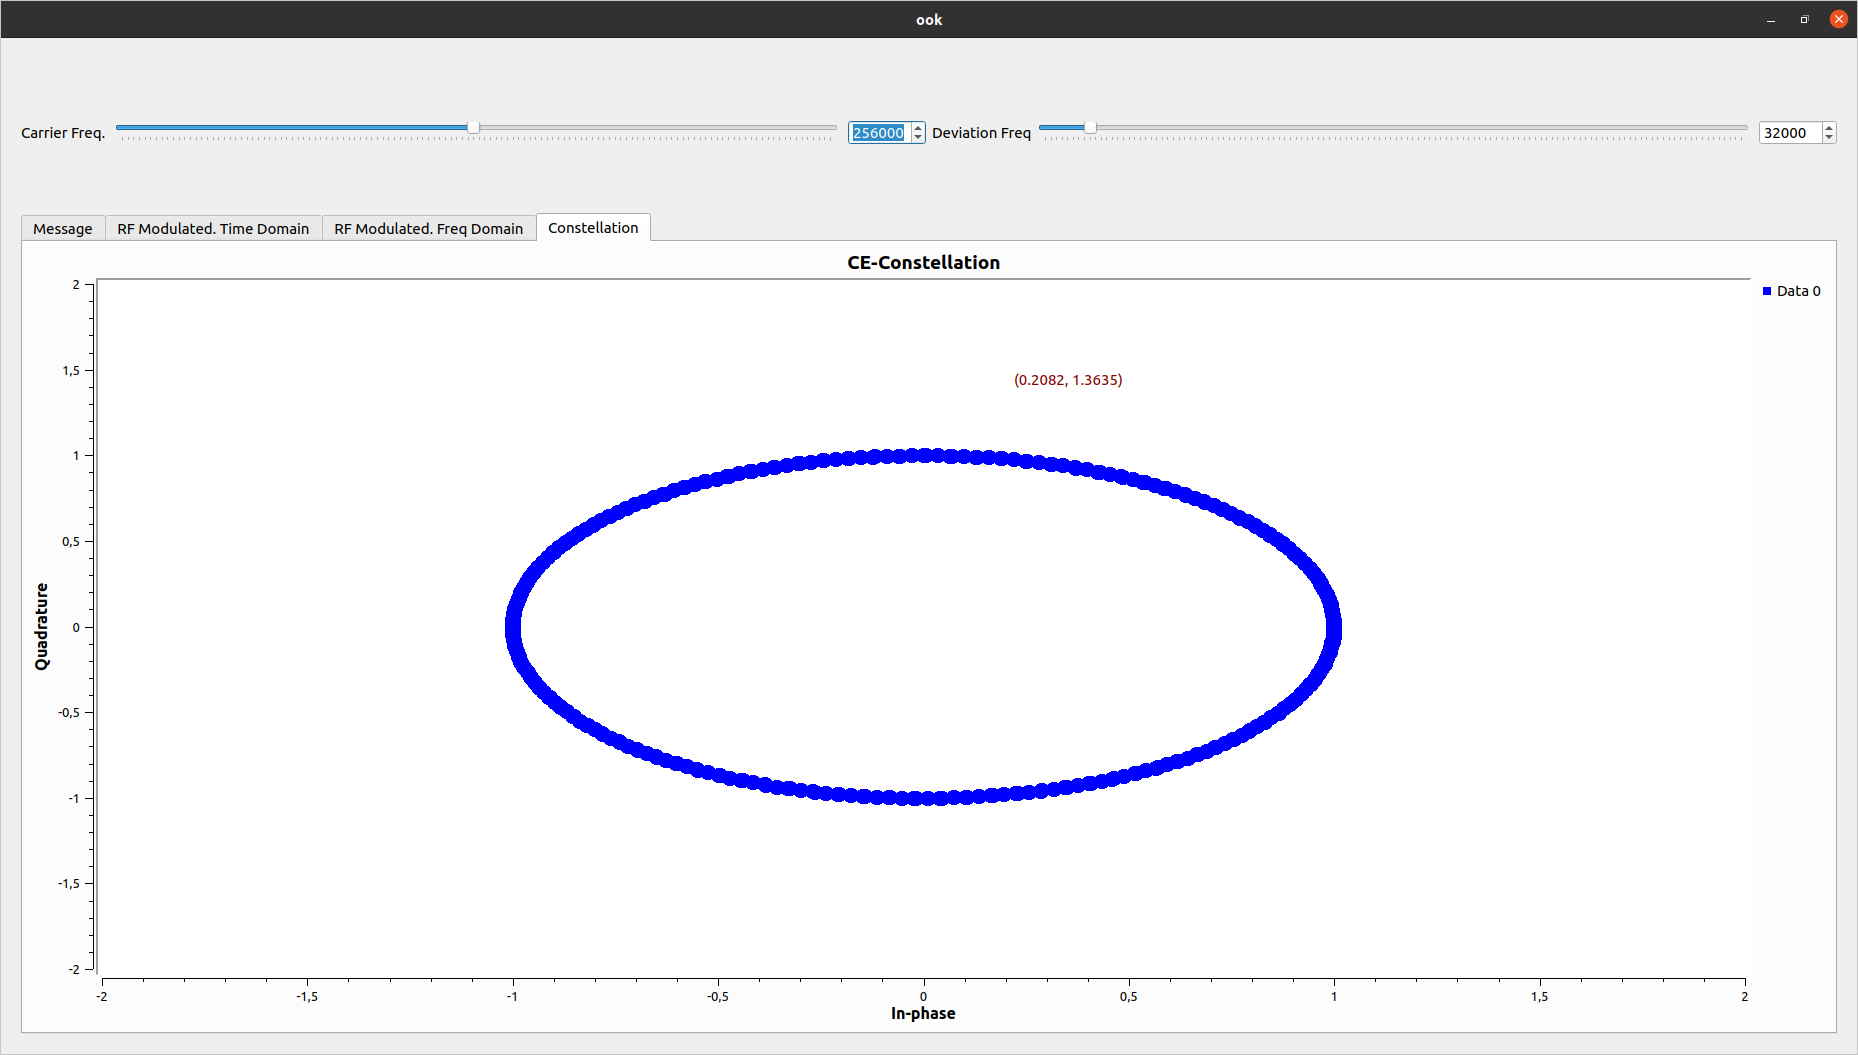 ook
Carrier Freq. 256000 Deviation Freq 32000
Message RF Modulated. Time Domain RF Modulated. Freq Domain Constellation
CE-Constellation
Data 0
(0.2082, 1.3635)
Quadrature
2
1,5
1
0,5
0
-0,5
-1
-1,5
-2
-2 -1,5 -1 -0,5 0 0,5 1 1,5 2
In-phase